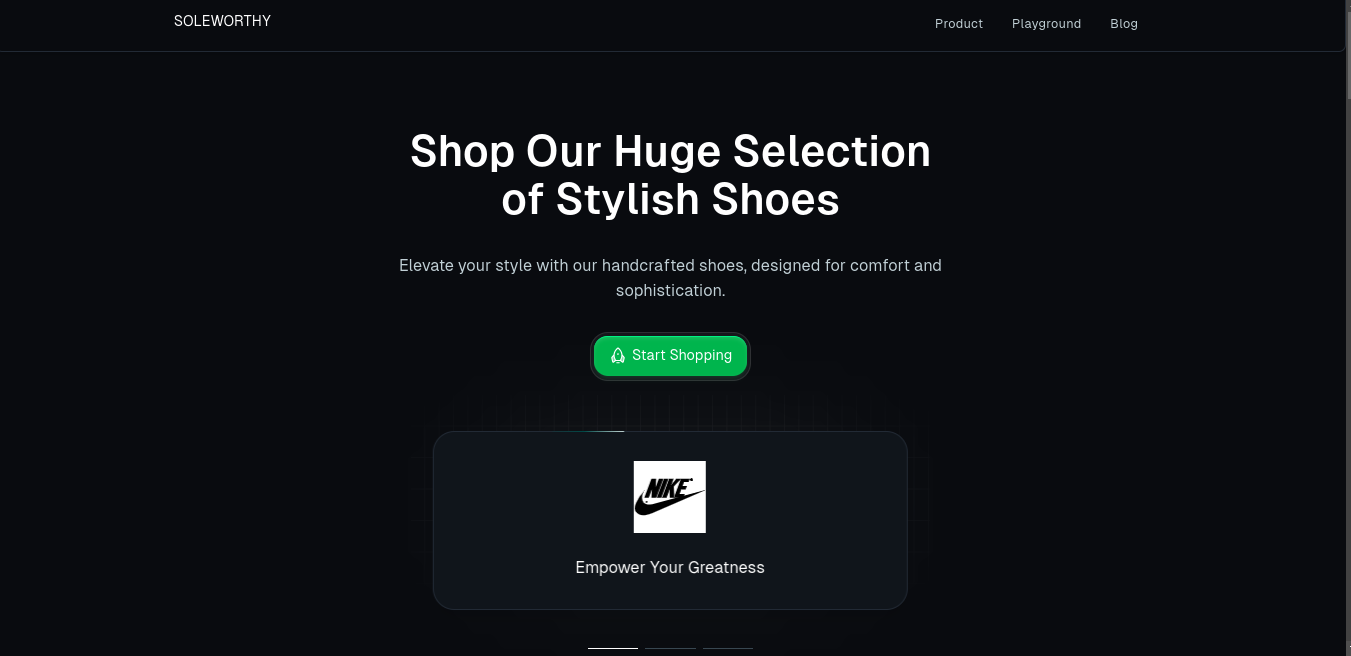 SOLEWORTHY
Product Playground Blog
Shop Our Huge Selection
of Stylish Shoes
Elevate your style with our handcrafted shoes, designed for comfort and
sophistication.
Start Shopping
NIKE
Empower Your Greatness